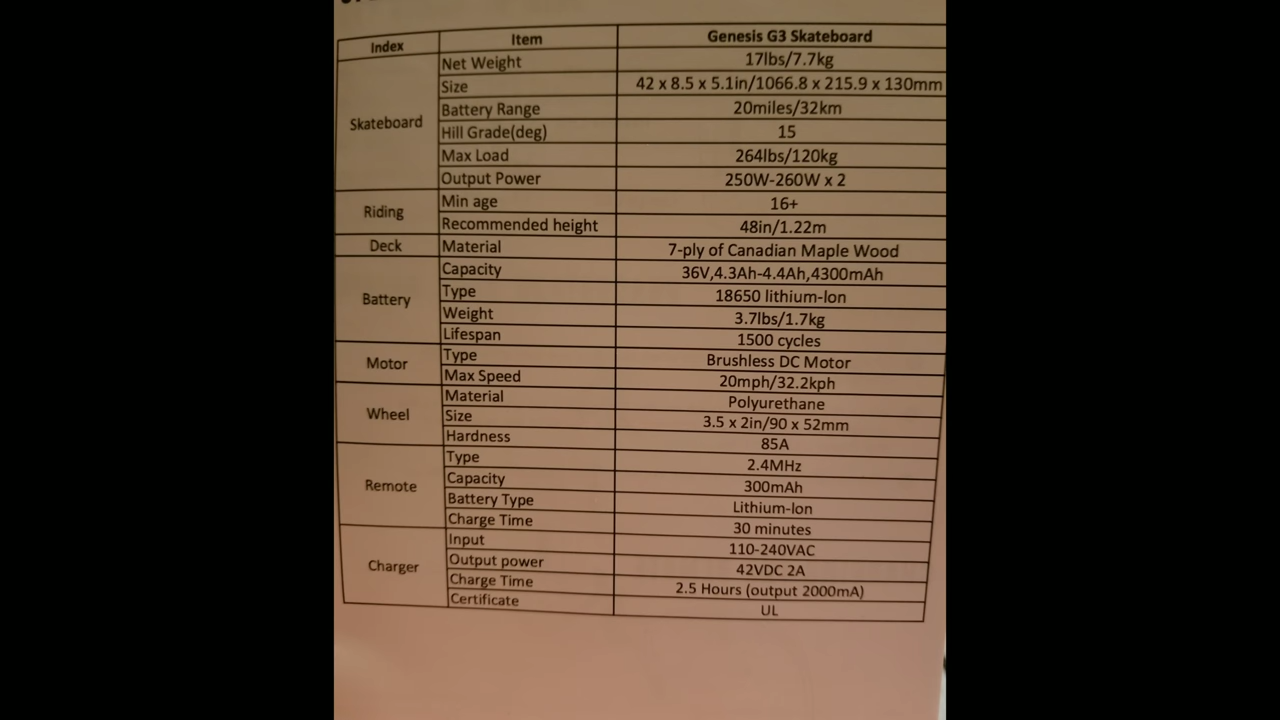 Index Item Genesis G3 Skateboard
Skateboard Net Weight 17lbs/7.7kg
Size 42 x 8.5 x 5.1in/1066.8 x 215.9 x 130mm
Battery Range 20miles/32km
Hill Grade(deg) 15
Max Load 264lbs/120kg
Output Power 250W-260W x 2
Riding Min age 16+
Recommended height 48in/1.22m
Deck Material 7-ply of Canadian Maple Wood
Battery Capacity 36V,4.3Ah-4.4Ah,4300mAh
Type 18650 lithium-Ion
Weight 3.7lbs/1.7kg
Lifespan 1500 cycles
Motor Type Brushless DC Motor
Max Speed 20mph/32.2kph
Wheel Material Polyurethane
Size 3.5 x 2in/90 x 52mm
Hardness 85A
Remote Type 2.4MHz
Capacity 300mAh
Battery Type Lithium-Ion
Charge Time 30 minutes
Charger Input 110-240VAC
Output power 42VDC 2A
Charge Time 2.5 Hours (output 2000mA)
Certificate UL